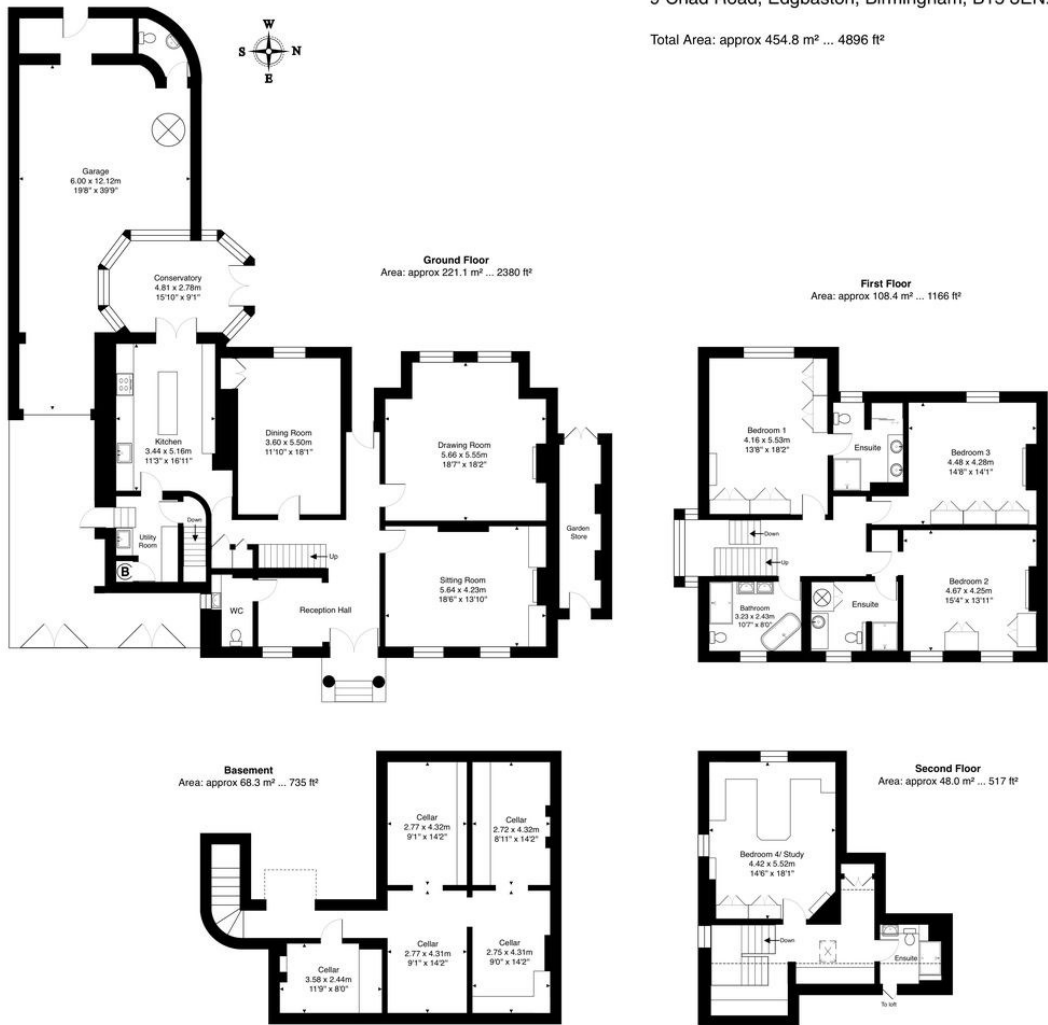 9 Chad Road, Edgbaston, Birmingham, B15 3EN.
Total Area: approx 454.8 m² ... 4896 ft²
W
S N
E
Garage
6.00 x 12.12m
19'8" x 39'9"
Conservatory
4.81 x 2.78m
15'10" x 9'1"
Ground Floor
Area: approx 221.1 m² ... 2380 ft²
Kitchen
3.44 x 5.16m
11'3" x 16'11"
Dining Room
3.60 x 5.50m
11'10" x 18'1"
Drawing Room
5.66 x 5.55m
18'7" x 18'2"
Garden
Store
Utility
Room
Down
B
Up
WC
Reception Hall
Sitting Room
5.64 x 4.23m
18'6" x 13'10"
First Floor
Area: approx 108.4 m² ... 1166 ft²
Bedroom 1
4.16 x 5.53m
13'8" x 18'2"
Ensuite
Bedroom 3
4.48 x 4.28m
14'8" x 14'1"
Down
Up
Bathroom
3.23 x 2.43m
10'7" x 8'0"
Ensuite
Bedroom 2
4.67 x 4.25m
15'4" x 13'11"
Basement
Area: approx 68.3 m² ... 735 ft²
Cellar
2.77 x 4.32m
9'1" x 14'2"
Cellar
2.72 x 4.32m
8'11" x 14'2"
Cellar
3.58 x 2.44m
11'9" x 8'0"
Cellar
2.77 x 4.31m
9'1" x 14'2"
Cellar
2.75 x 4.31m
9'0" x 14'2"
Second Floor
Area: approx 48.0 m² ... 517 ft²
Bedroom 4/ Study
4.42 x 5.52m
14'6" x 18'1"
Down
Ensuite
To loft